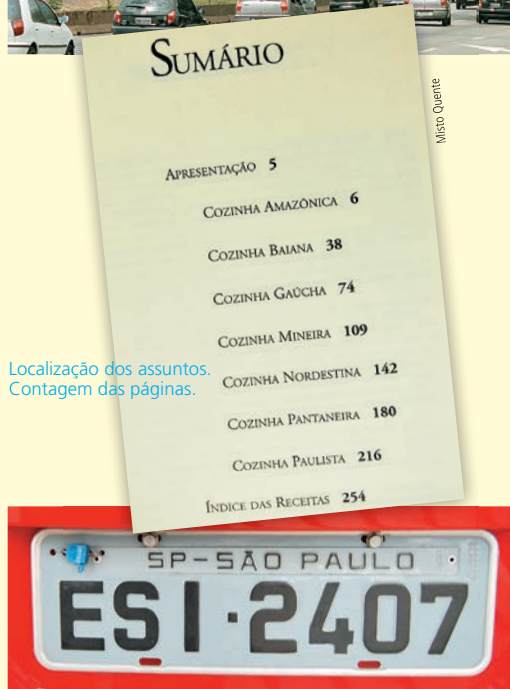 SUMÁRIO
Misto Quente
APRESENTAÇÃO 5
COZINHA AMAZÔNICA 6
COZINHA BAIANA 38
COZINHA GAÚCHA 74
COZINHA MINEIRA 109
COZINHA NORDESTINA 142
COZINHA PANTANEIRA 180
COZINHA PAULISTA 216
ÍNDICE DAS RECEITAS 254
Localização dos assuntos.
Contagem das páginas.
SP-SÃO PAULO
ESI·2407